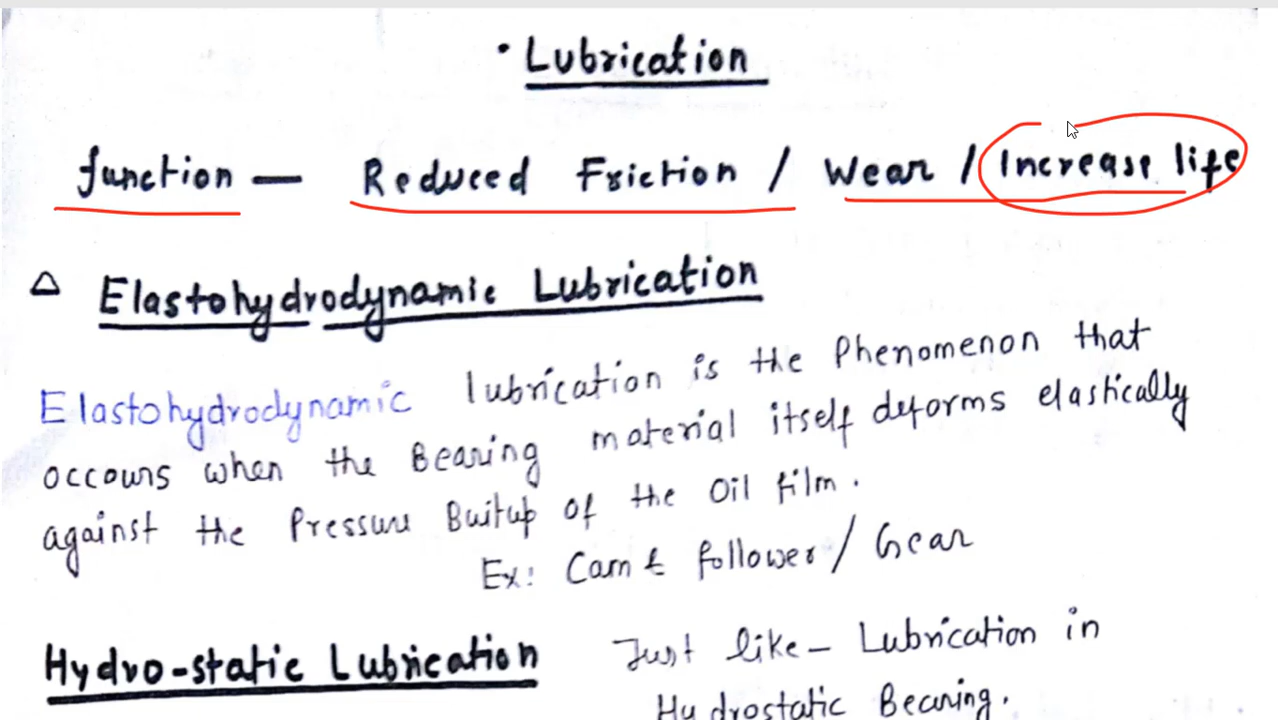 • Lubrication
function — Reduced Friction / Wear / Increase life
△ Elastohydrodynamic Lubrication
Elastohydrodynamic lubrication is the Phenomenon that
occours when the Bearing material itself deforms elastically
against the Pressure Buitup of the Oil film.
Ex: Cam & follower / Gear
Hydro-static Lubrication Just like – Lubrication in
Hydrostatic Bearing.